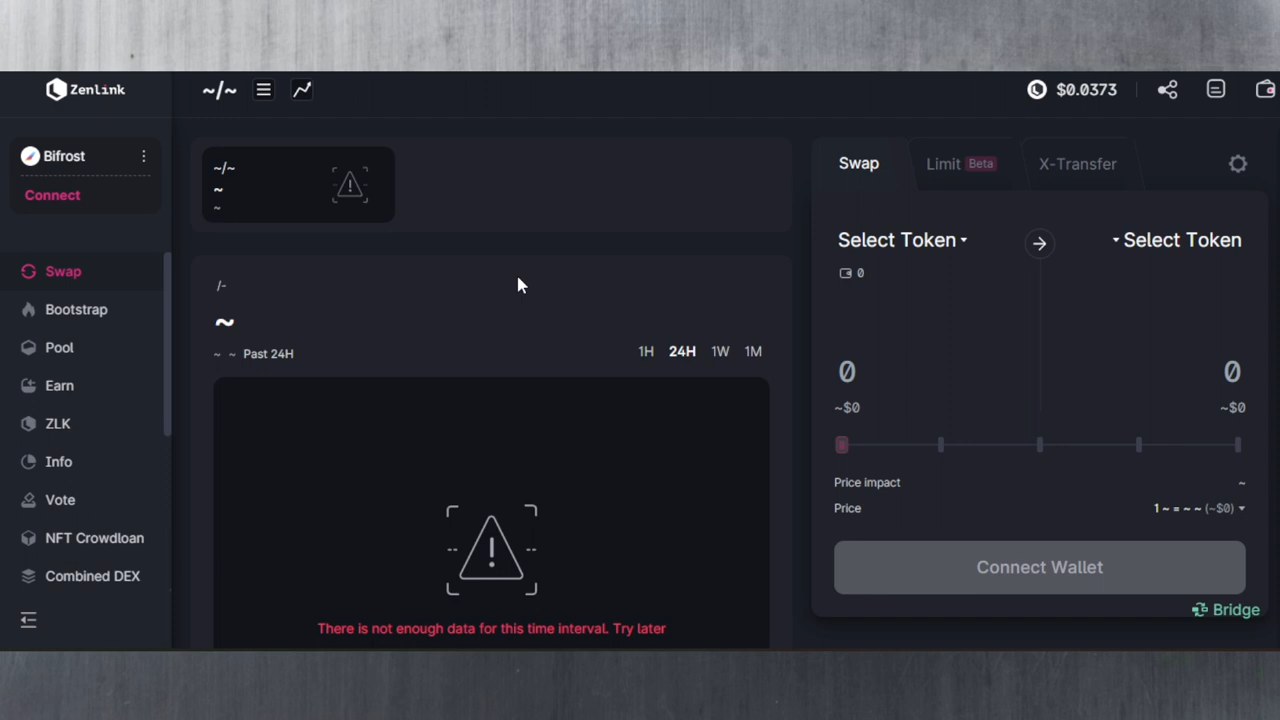 Zenlink
~/~
$0.0373
Bifrost
Connect
Swap
Bootstrap
Pool
Earn
ZLK
Info
Vote
NFT Crowdloan
Combined DEX
~/~
~
~
/-
~
~ ~ Past 24H
1H 24H 1W 1M
There is not enough data for this time interval. Try later
Swap
Limit Beta
X-Transfer
Select Token
Select Token
0
0
0
~$0
~$0
Price impact
~
Price
1 ~ = ~ ~ (~$0)
Connect Wallet
Bridge